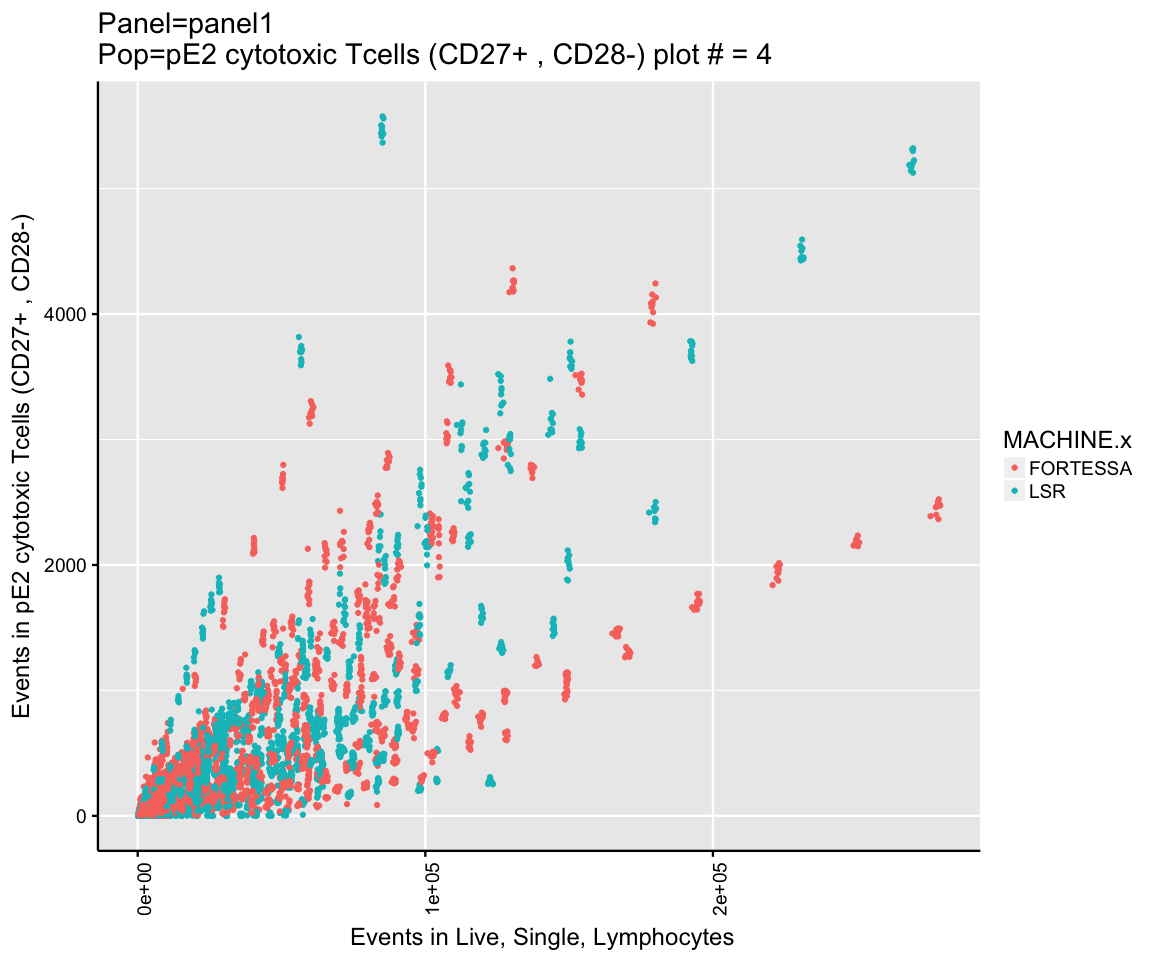 Panel=panel1
Pop=pE2 cytotoxic Tcells (CD27+ , CD28-) plot # = 4
Events in pE2 cytotoxic Tcells (CD27+ , CD28-)
4000
2000
0
0e+00
1e+05
2e+05
Events in Live, Single, Lymphocytes
MACHINE.x
FORTESSA
LSR